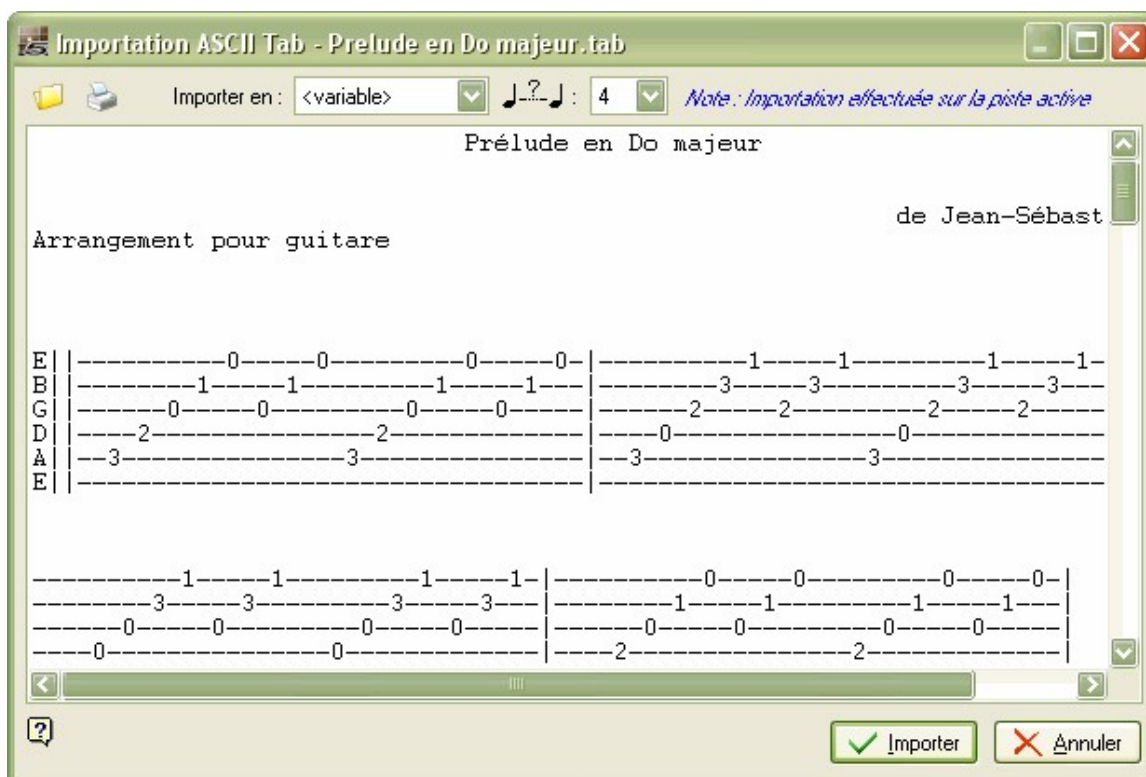 Importation ASCII Tab - Prelude en Do majeur.tab
Importer en : <variable> ? : 4 Note : Importation effectuée sur la piste active
Prélude en Do majeur
de Jean-Sébast
Arrangement pour guitare
E||----------0-----0---------0-----0-|----------1-----1---------1-----1-
B||--------1-----1---------1-----1---|--------3-----3---------3-----3---
G||------0-----0---------0-----0-----|------2-----2---------2-----2-----
D||----2---------------2-------------|----0---------------0-------------
A||--3---------------3---------------|--3---------------3---------------
E||----------------------------------|----------------------------------
----------1-----1---------1-----1-|----------0-----0---------0-----0-|
--------3-----3---------3-----3---|--------1-----1---------1-----1---|
------0-----0---------0-----0-----|------0-----0---------0-----0-----|
----0---------------0-------------|----2---------------2-------------|
? Importer Annuler